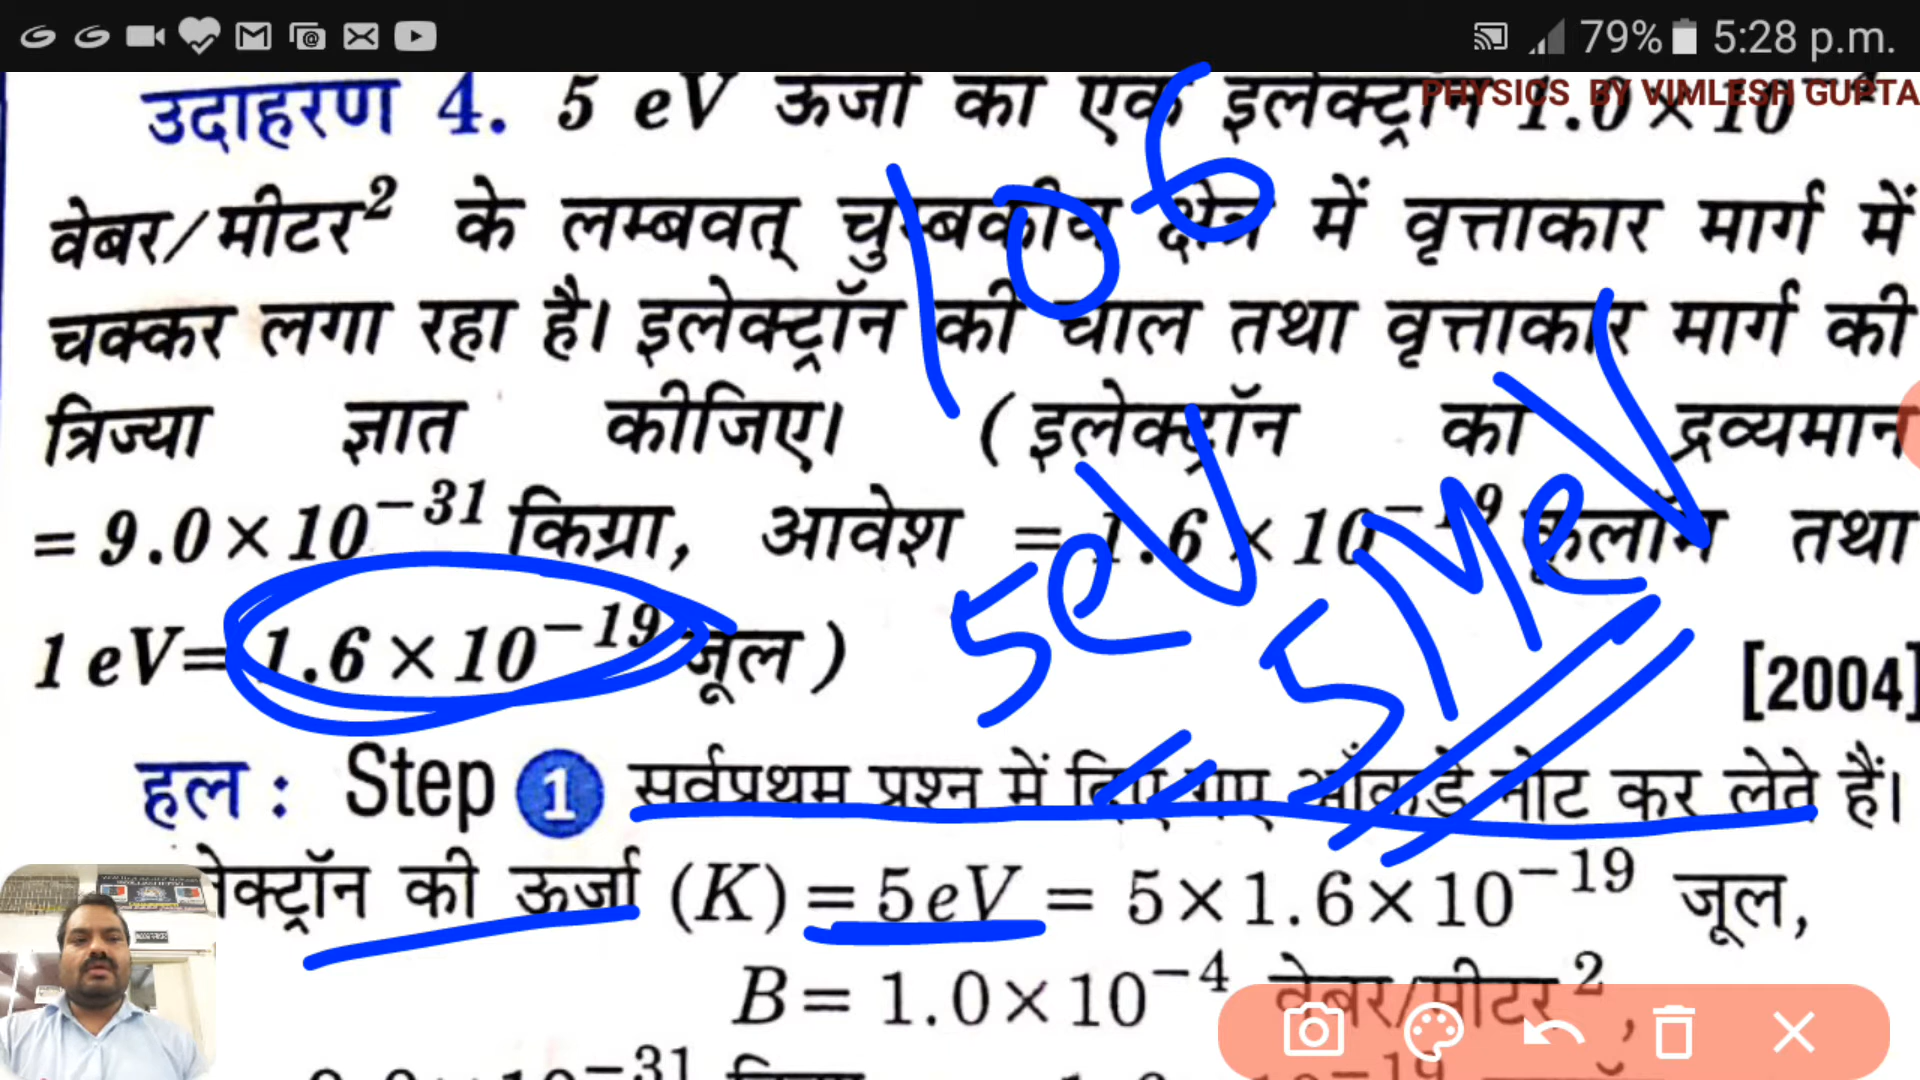 79% 5:28 p.m.
PHYSICS BY VIMLESH GUPTA
उदाहरण 4. 5 eV ऊर्जा का एक इलेक्ट्रॉन 1.0×10⁻⁴
वेबर/मीटर² के लम्बवत् चुम्बकीय क्षेत्र में वृत्ताकार मार्ग में
चक्कर लगा रहा है। इलेक्ट्रॉन की चाल तथा वृत्ताकार मार्ग की
त्रिज्या ज्ञात कीजिए। (इलेक्ट्रॉन का द्रव्यमान
= 9.0×10⁻³¹ किग्रा, आवेश = 1.6×10⁻¹⁹ कूलॉम तथा
1 eV= 1.6×10⁻¹⁹ जूल)
[2004]
10⁶
5eV
5MeV
हल : Step 1 सर्वप्रथम प्रश्न में दिए गए आँकड़े नोट कर लेते हैं।
लेक्ट्रॉन की ऊर्जा (K) = 5eV = 5×1.6×10⁻¹⁹ जूल,
B = 1.0×10⁻⁴ वेबर/मीटर²,